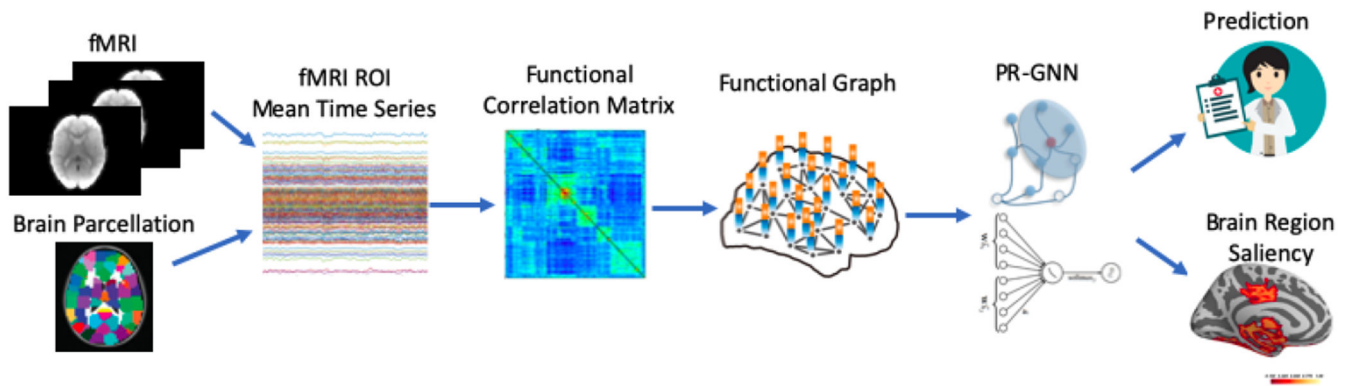 fMRI
Brain Parcellation
fMRI ROI
Mean Time Series
Functional
Correlation Matrix
Functional Graph
PR-GNN
Prediction
Brain Region
Saliency